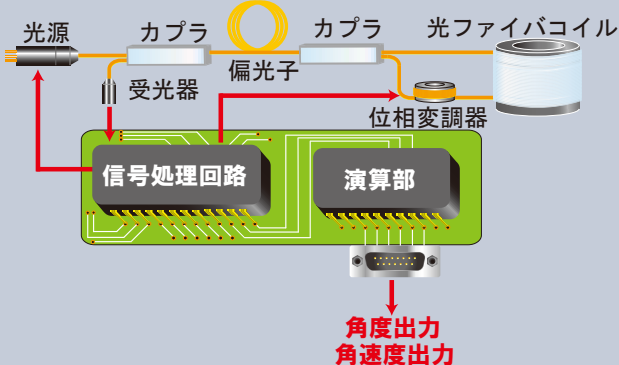 光源
カプラ
カプラ
光ファイバコイル
偏光子
受光器
位相変調器
信号処理回路
演算部
角度出力
角速度出力